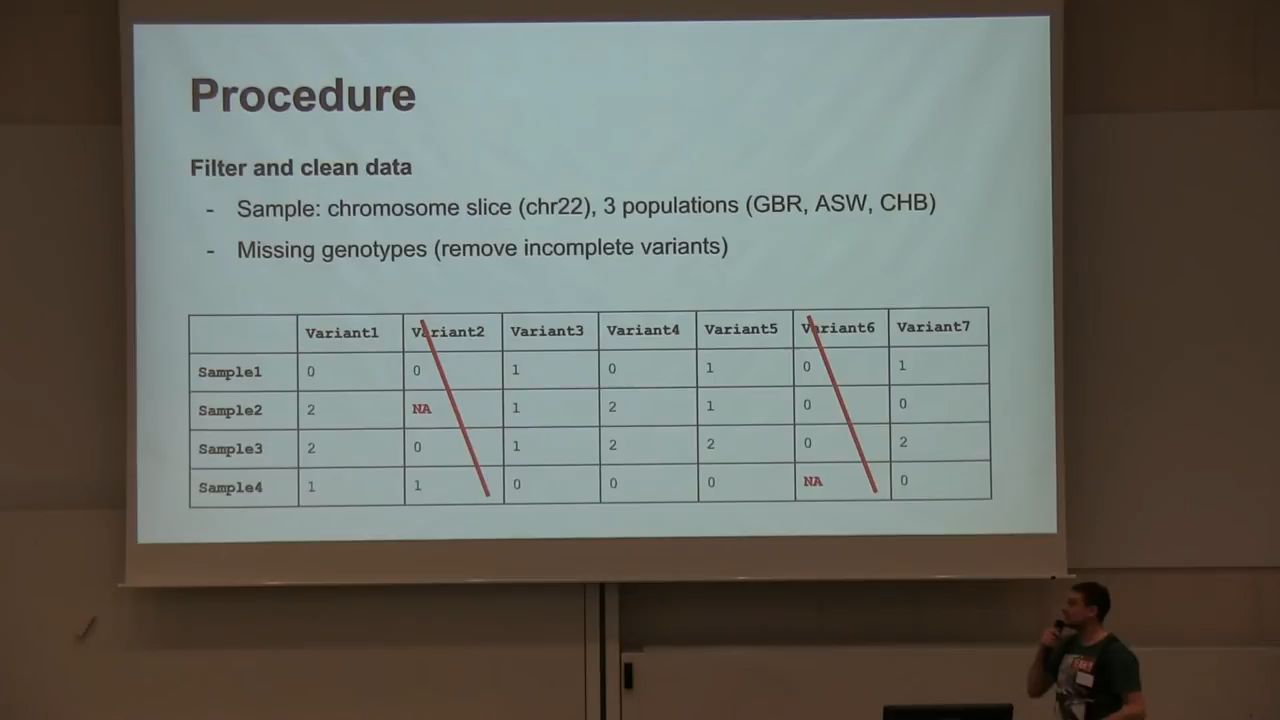 Procedure
Filter and clean data
- Sample: chromosome slice (chr22), 3 populations (GBR, ASW, CHB)
- Missing genotypes (remove incomplete variants)
Variant1 Variant2 Variant3 Variant4 Variant5 Variant6 Variant7
Sample1 0 0 1 0 1 0 1
Sample2 2 NA 1 2 1 0 0
Sample3 2 0 1 2 2 0 2
Sample4 1 1 0 0 0 NA 0